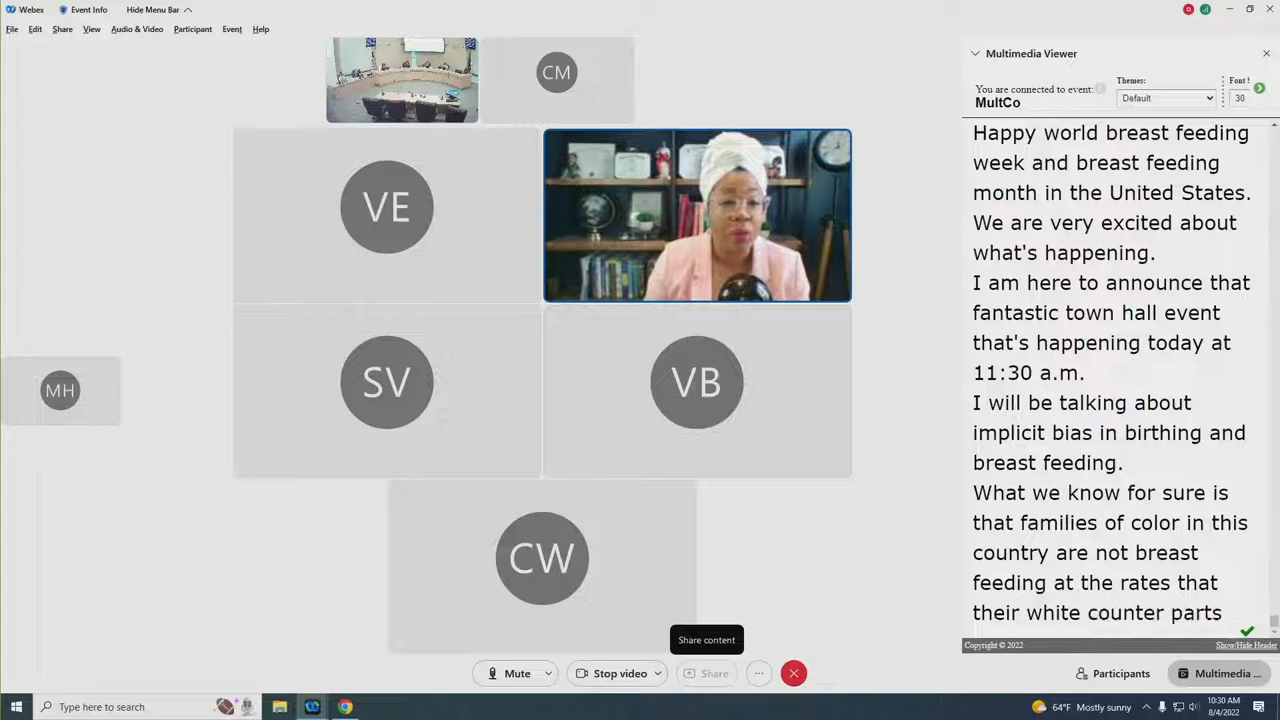 Webex
Event Info
Hide Menu Bar
File Edit Share View Audio & Video Participant Event Help
CM
VE
SV
VB
MH
CW
Share content
Mute
Stop video
Share
Multimedia Viewer
You are connected to event:
MultCo
Themes:
Default
Font
30
Happy world breast feeding
week and breast feeding
month in the United States.
We are very excited about
what's happening.
I am here to announce that
fantastic town hall event
that's happening today at
11:30 a.m.
I will be talking about
implicit bias in birthing and
breast feeding.
What we know for sure is
that families of color in this
country are not breast
feeding at the rates that
their white counter parts
Copyright © 2022
Show/Hide Header
Participants
Multimedia ...
Type here to search
64°F Mostly sunny
10:30 AM
8/4/2022